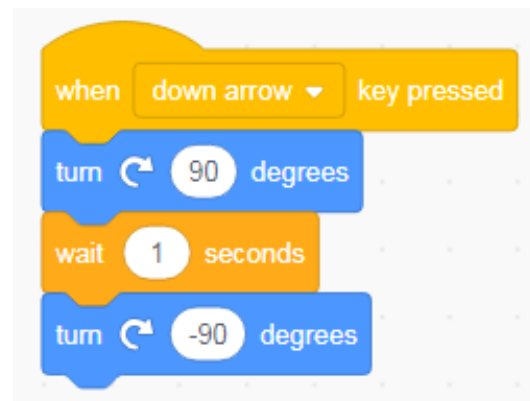 when down arrow key pressed
turn 90 degrees
wait 1 seconds
turn -90 degrees